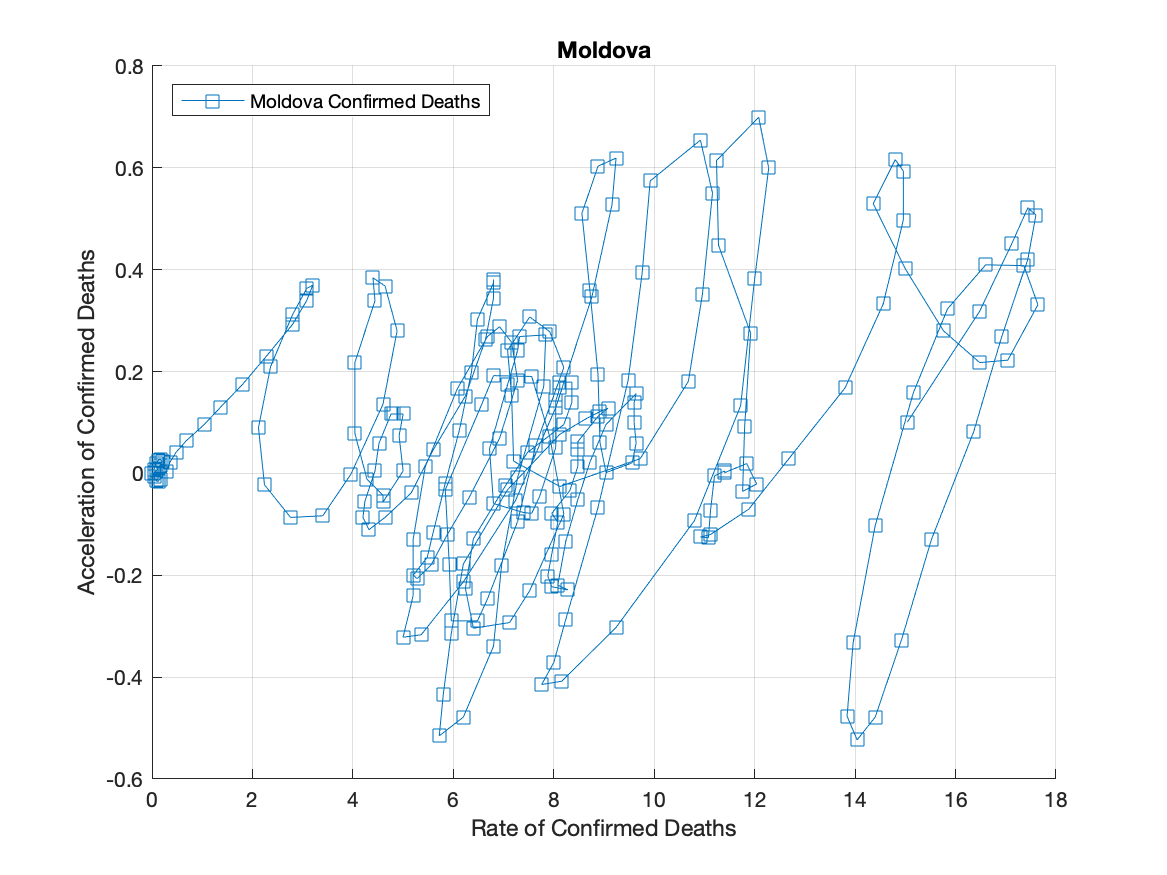 Moldova
Moldova Confirmed Deaths
0.8
0.6
0.4
0.2
0
-0.2
-0.4
-0.6
Acceleration of Confirmed Deaths
0 2 4 6 8 10 12 14 16 18
Rate of Confirmed Deaths